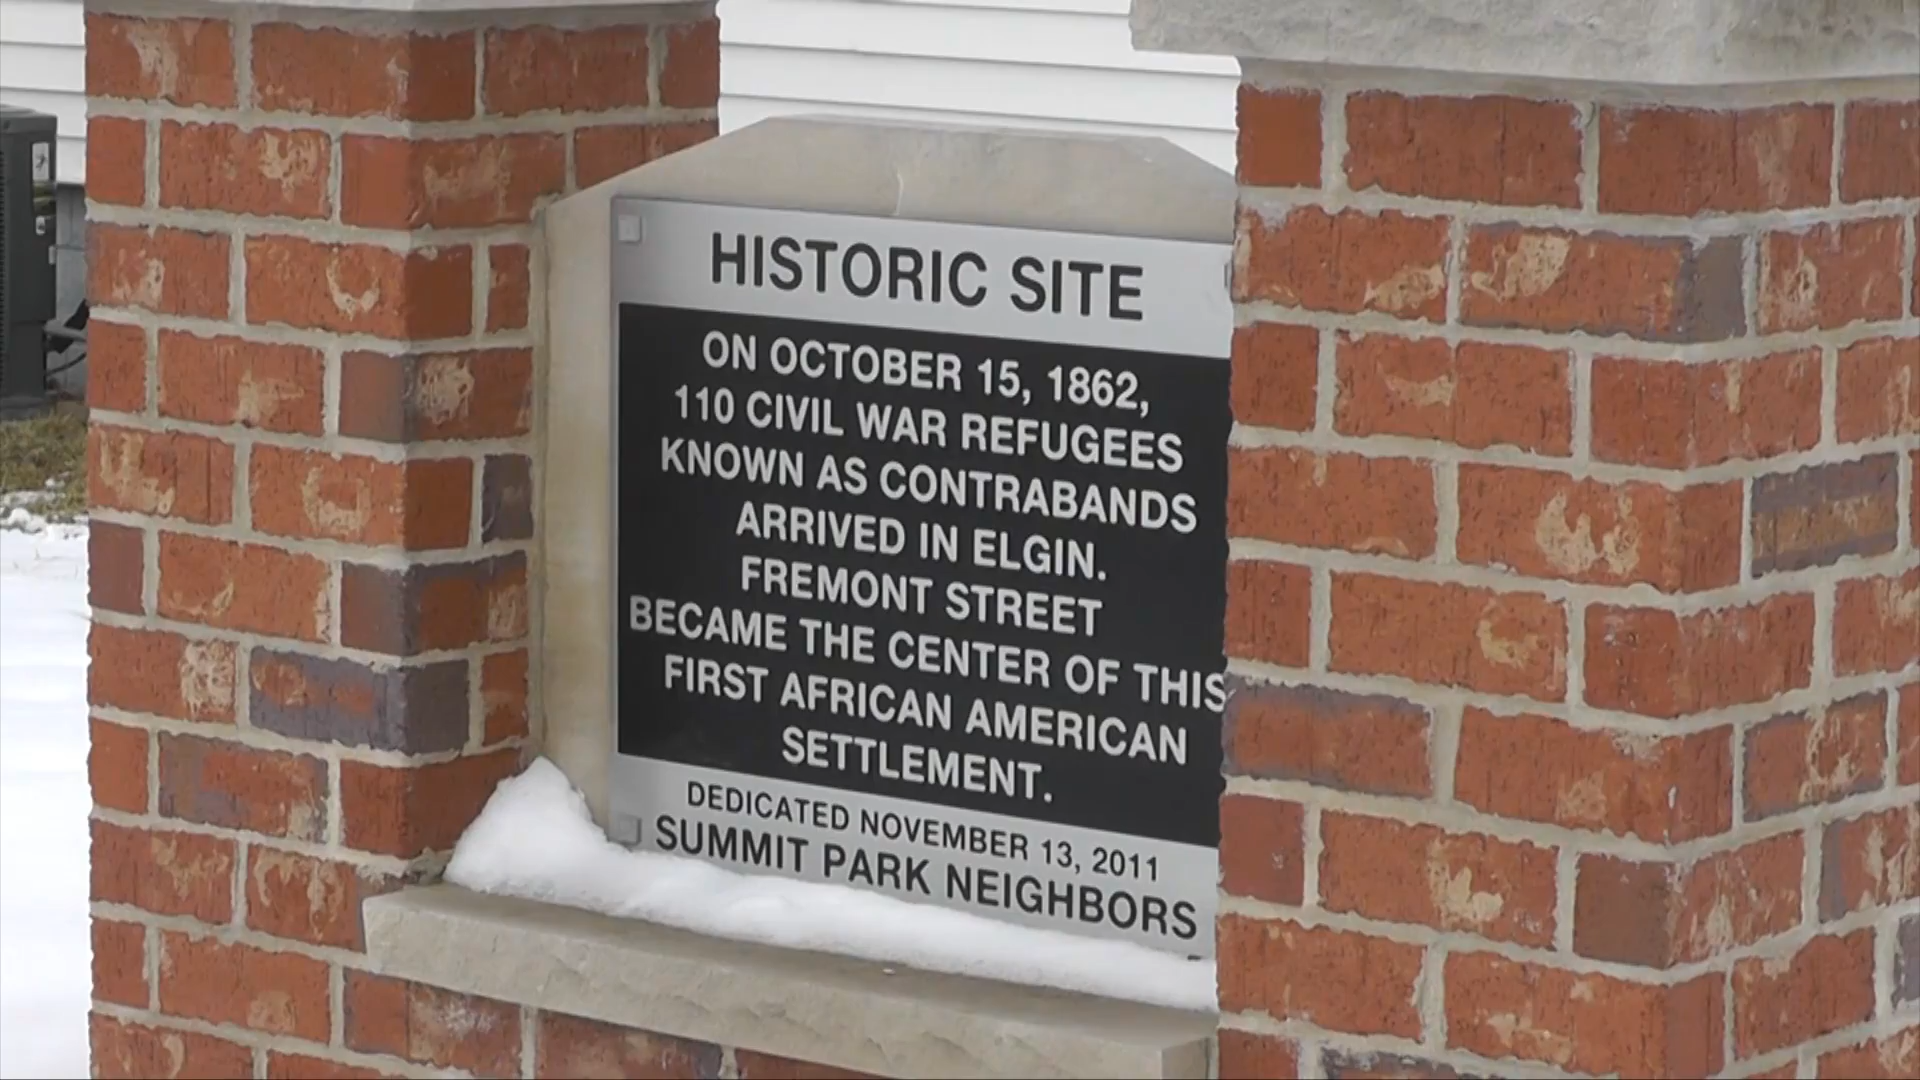 HISTORIC SITE
ON OCTOBER 15, 1862,
110 CIVIL WAR REFUGEES
KNOWN AS CONTRABANDS
ARRIVED IN ELGIN.
FREMONT STREET
BECAME THE CENTER OF THIS
FIRST AFRICAN AMERICAN
SETTLEMENT.
DEDICATED NOVEMBER 13, 2011
SUMMIT PARK NEIGHBORS